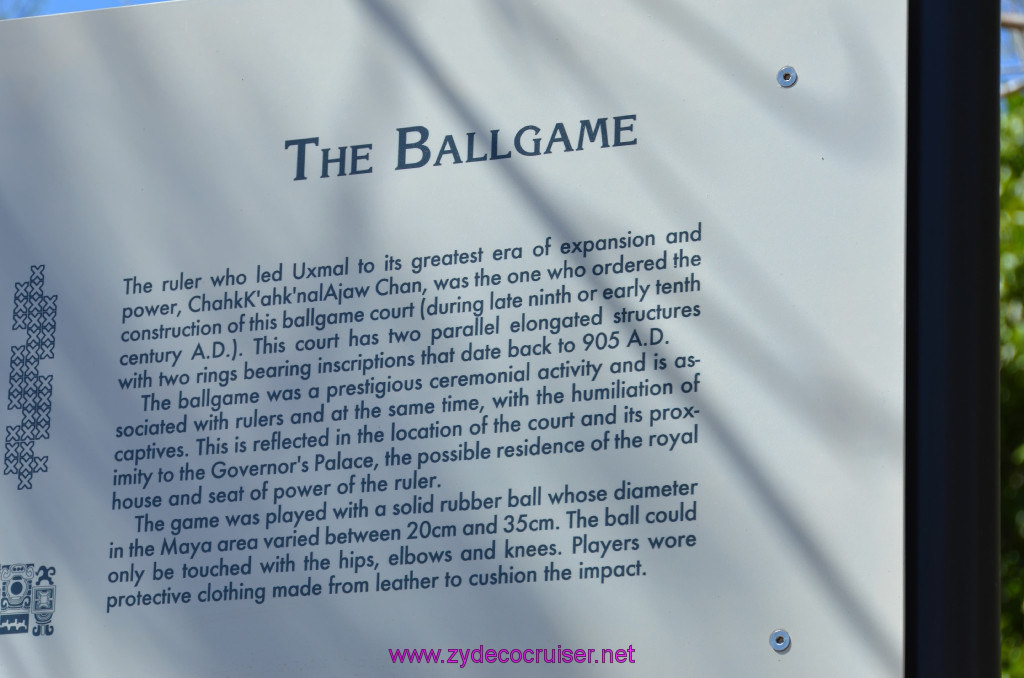 THE BALLGAME
The ruler who led Uxmal to its greatest era of expansion and
power, ChahkK'ahk'nalAjaw Chan, was the one who ordered the
construction of this ballgame court (during late ninth or early tenth
century A.D.). This court has two parallel elongated structures
with two rings bearing inscriptions that date back to 905 A.D.
The ballgame was a prestigious ceremonial activity and is as-
sociated with rulers and at the same time, with the humiliation of
captives. This is reflected in the location of the court and its prox-
imity to the Governor's Palace, the possible residence of the royal
house and seat of power of the ruler.
The game was played with a solid rubber ball whose diameter
in the Maya area varied between 20cm and 35cm. The ball could
only be touched with the hips, elbows and knees. Players wore
protective clothing made from leather to cushion the impact.
www.zydecocruiser.net